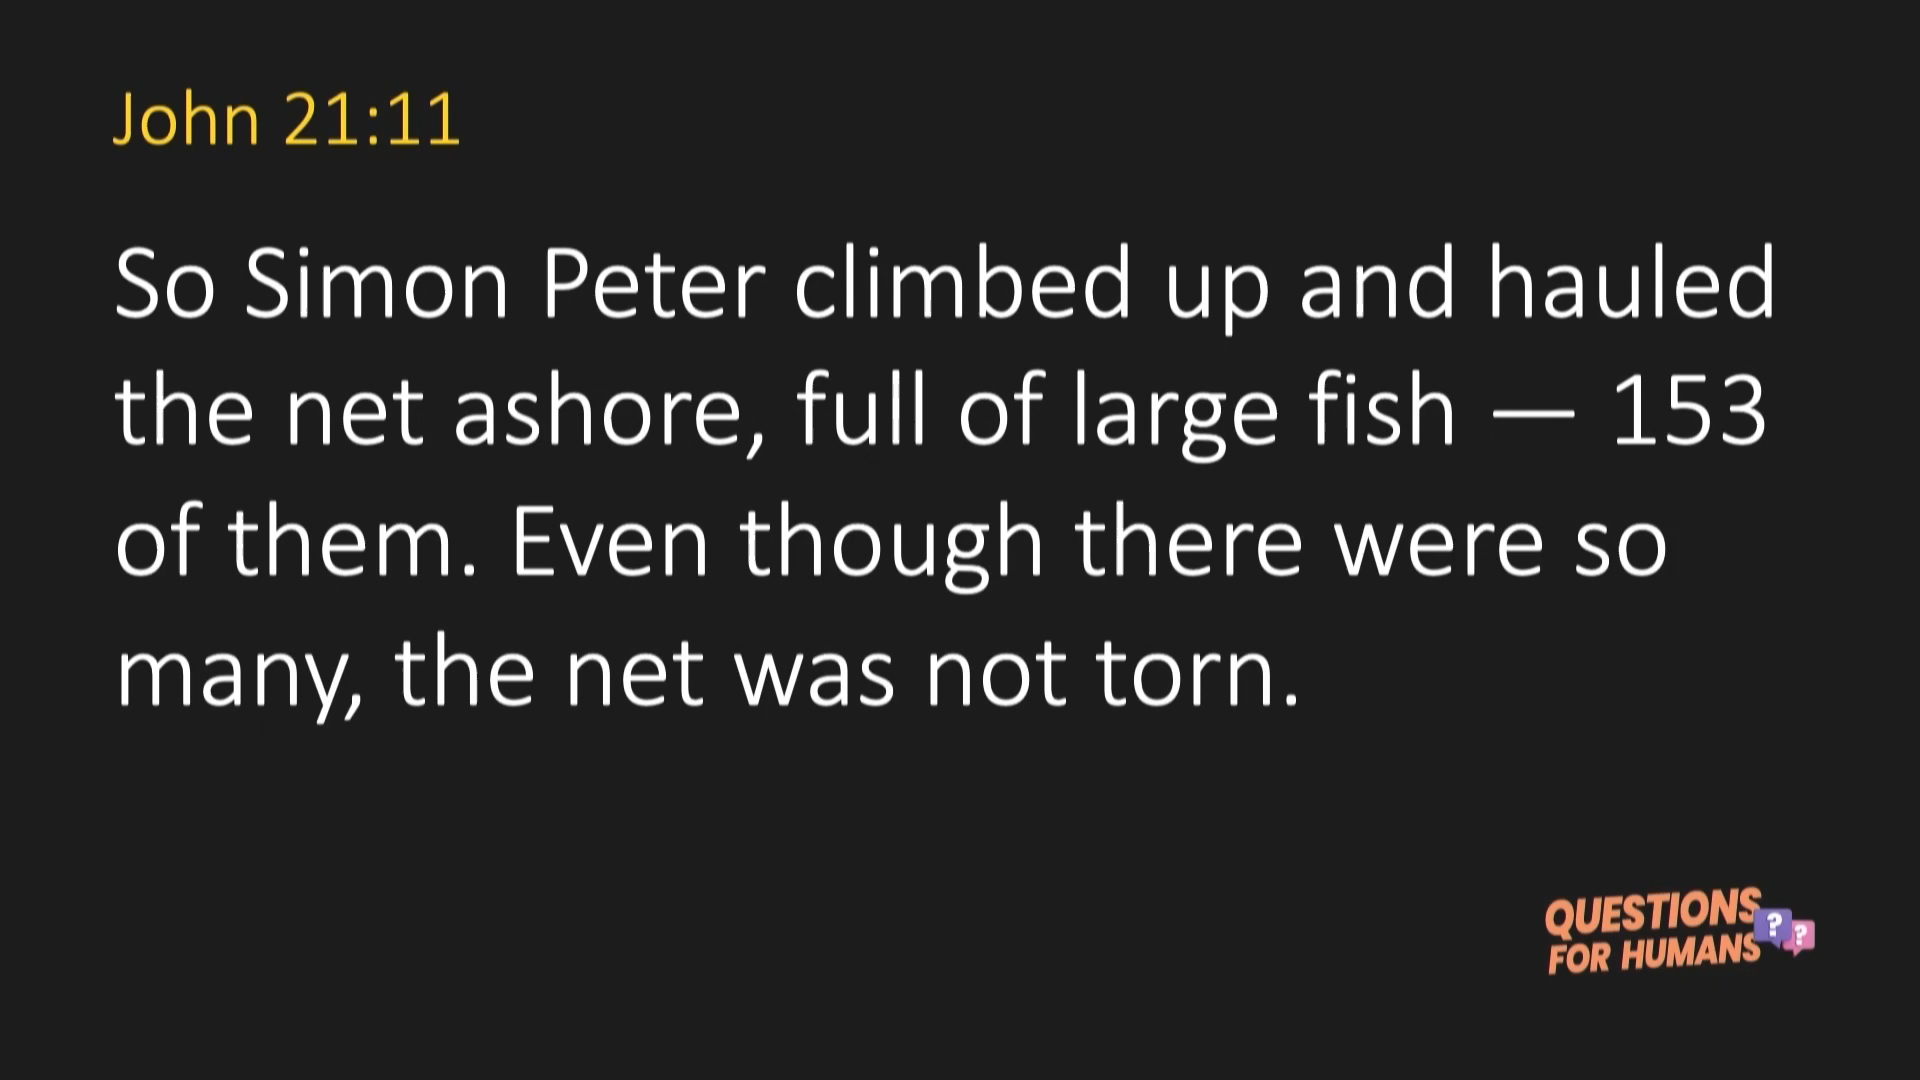 John 21:11
So Simon Peter climbed up and hauled
the net ashore, full of large fish — 153
of them. Even though there were so
many, the net was not torn.
QUESTIONS
FOR HUMANS
? ?